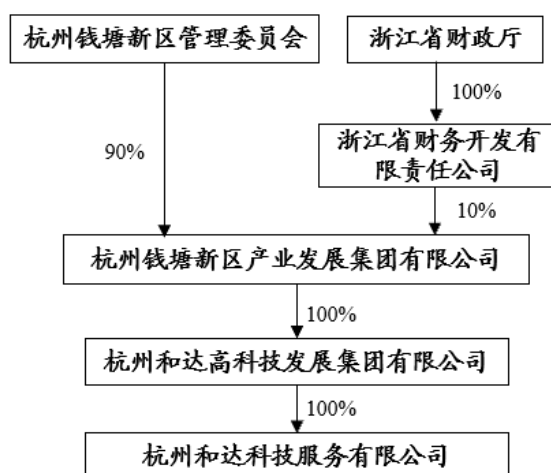 杭州钱塘新区管理委员会
浙江省财政厅
100%
90%
浙江省财务开发有
限责任公司
10%
杭州钱塘新区产业发展集团有限公司
100%
杭州和达高科技发展集团有限公司
100%
杭州和达科技服务有限公司